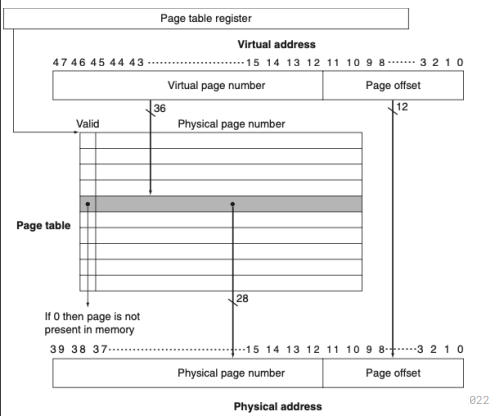 Page table register
Virtual address
47 46 45 44 43 ························ 15 14 13 12 11 10 9 8 ······· 3 2 1 0
Virtual page number Page offset
36 12
Valid Physical page number
Page table
28
If 0 then page is not
present in memory
39 38 37 ································ 15 14 13 12 11 10 9 8 ········ 3 2 1 0
Physical page number Page offset
Physical address
022